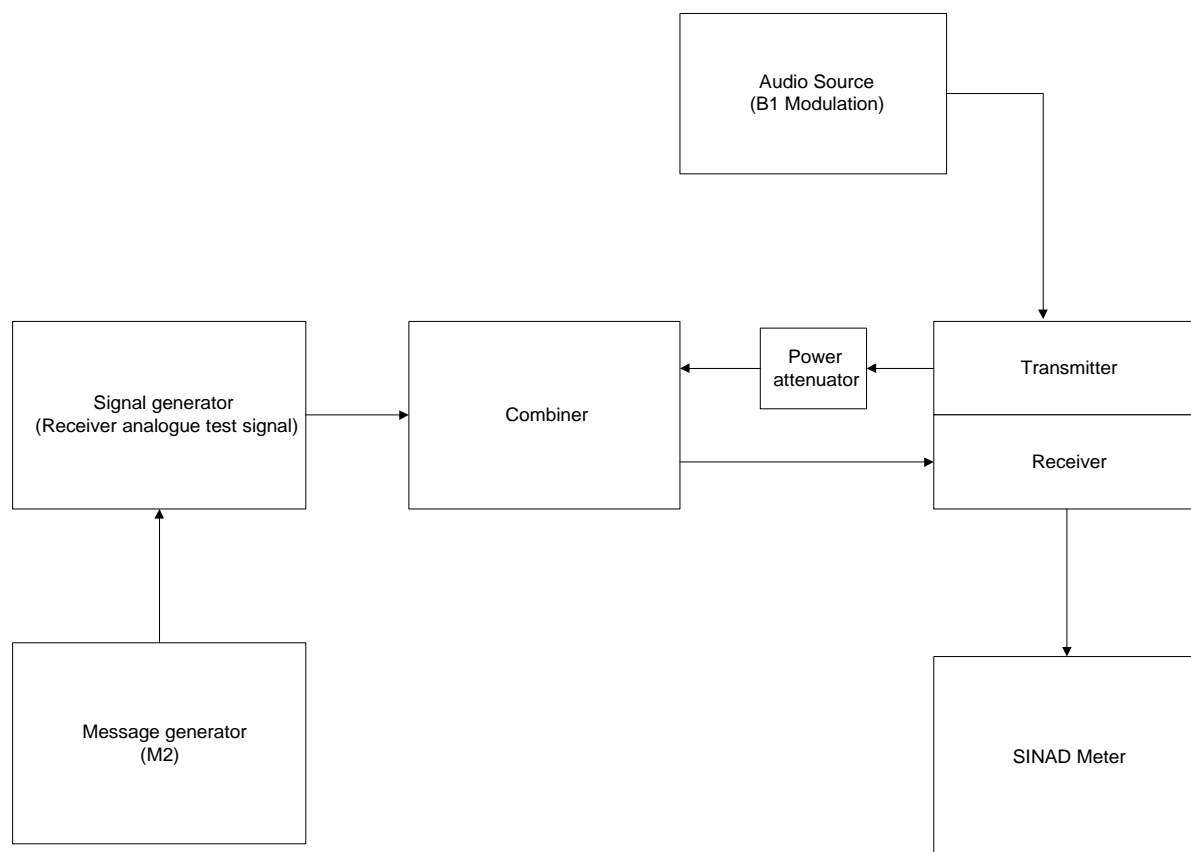 Audio Source
(B1 Modulation)
Power
attenuator
Transmitter
Signal generator
(Receiver analogue test signal)
Combiner
Receiver
Message generator
(M2)
SINAD Meter